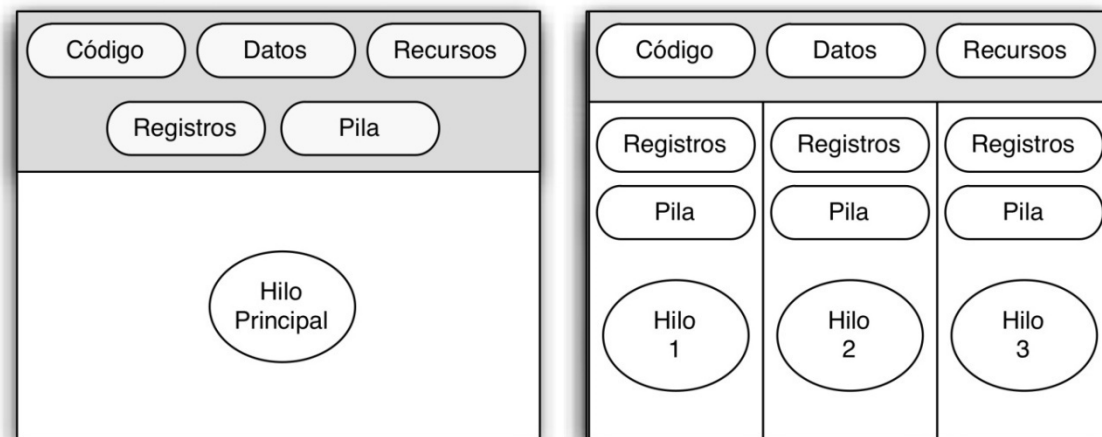 Código Datos Recursos
Registros Pila
Hilo
Principal
Código Datos Recursos
Registros Registros Registros
Pila Pila Pila
Hilo Hilo Hilo
1 2 3